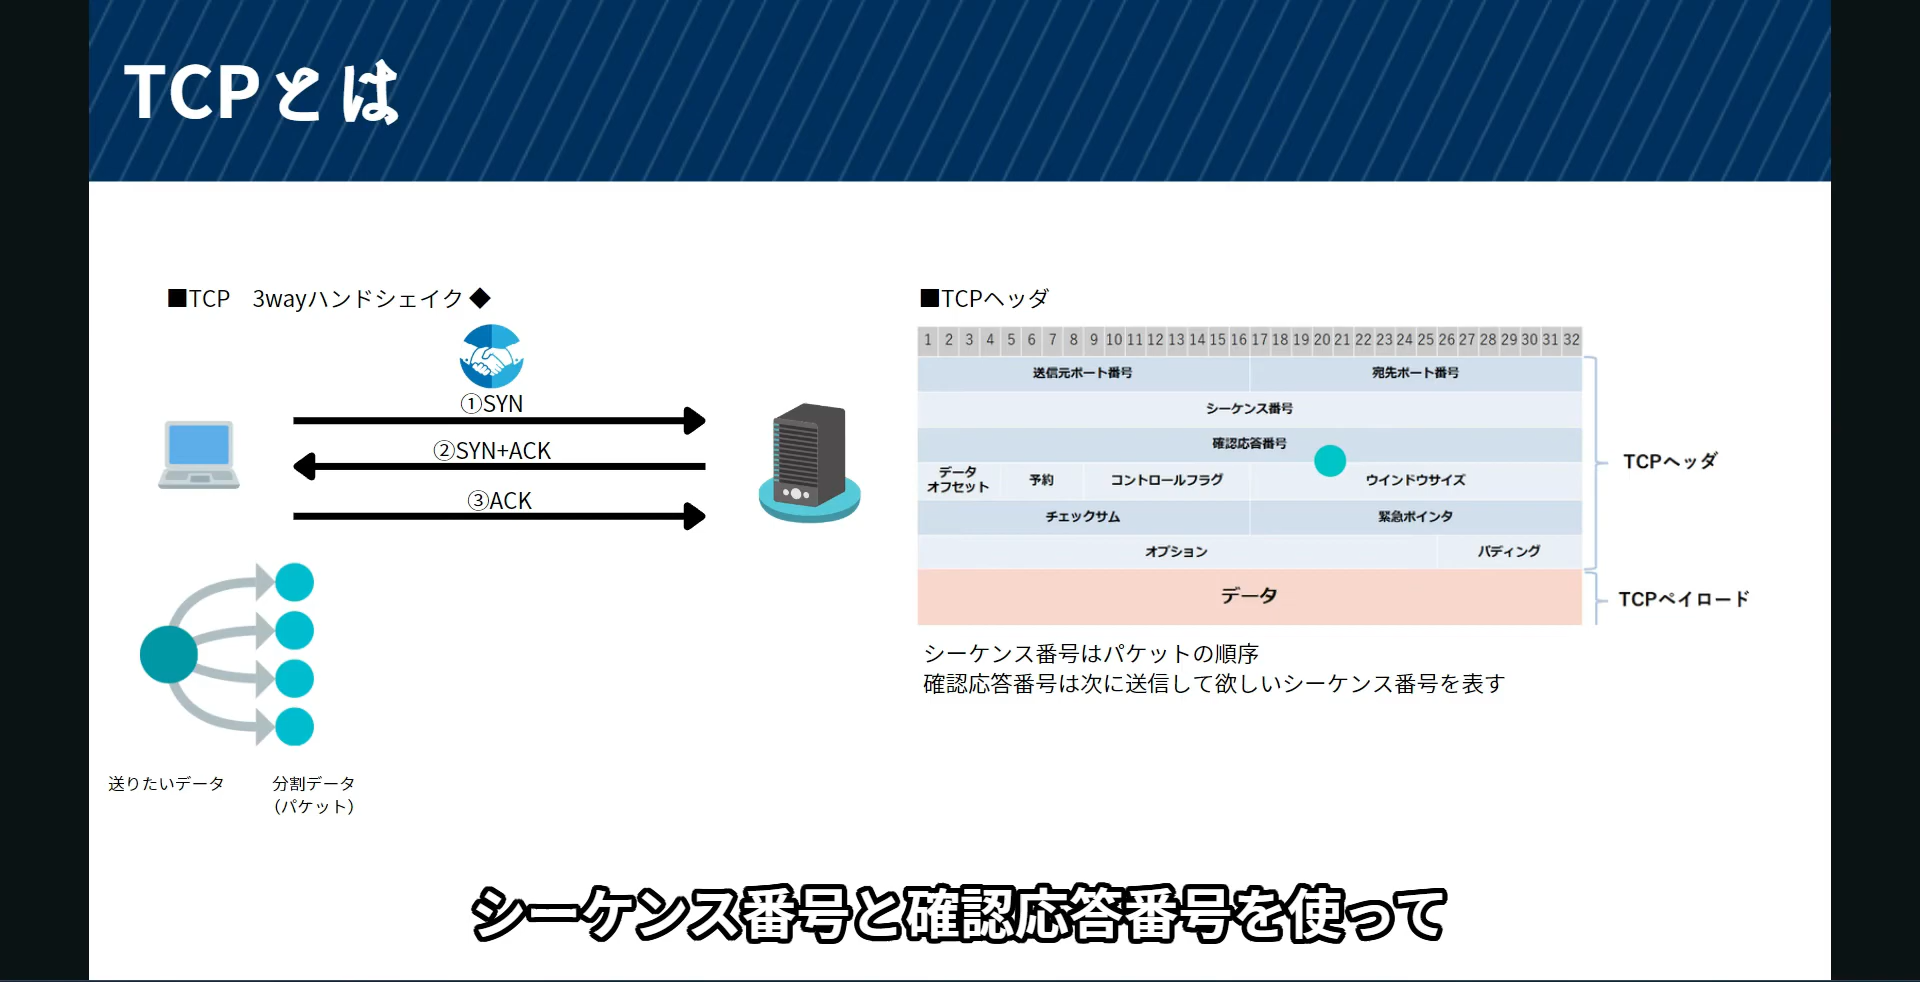 TCPとは
■TCP　3wayハンドシェイク ◆
①SYN
②SYN+ACK
③ACK
送りたいデータ
分割データ
（パケット）
■TCPヘッダ
1 2 3 4 5 6 7 8 9 10 11 12 13 14 15 16 17 18 19 20 21 22 23 24 25 26 27 28 29 30 31 32
送信元ポート番号 宛先ポート番号
シーケンス番号
確認応答番号
データ
オフセット 予約 コントロールフラグ ウインドウサイズ
チェックサム 緊急ポインタ
オプション パディング
データ
TCPヘッダ
TCPペイロード
シーケンス番号はパケットの順序
確認応答番号は次に送信して欲しいシーケンス番号を表す
シーケンス番号と確認応答番号を使って